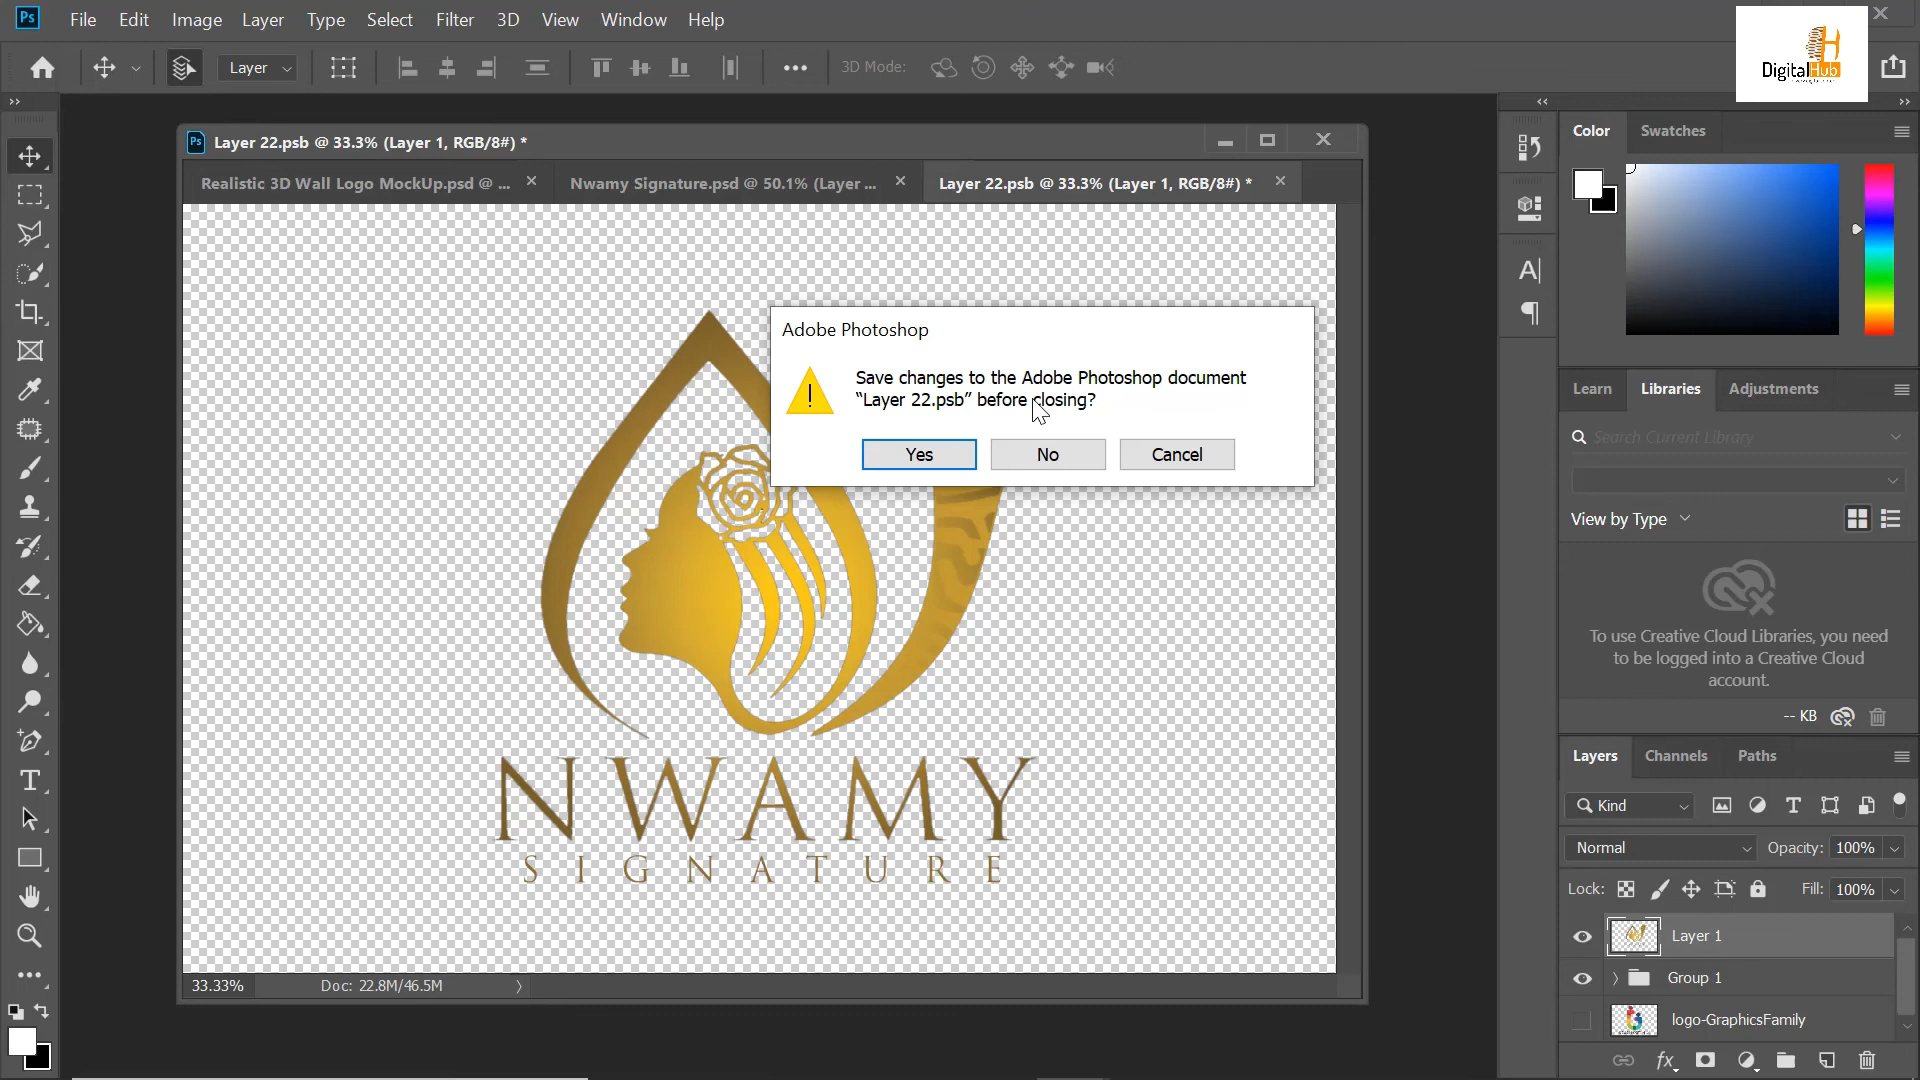 Ps File Edit Image Layer Type Select Filter 3D View Window Help
Layer 3D Mode:
DigitalHub
Ps Layer 22.psb @ 33.3% (Layer 1, RGB/8#) *
Realistic 3D Wall Logo MockUp.psd @ ... Nwamy Signature.psd @ 50.1% (Layer ... Layer 22.psb @ 33.3% (Layer 1, RGB/8#) *
Adobe Photoshop
Save changes to the Adobe Photoshop document
“Layer 22.psb” before closing?
Yes No Cancel
NWAMY
SIGNATURE
33.33% Doc: 22.8M/46.5M
Color Swatches
Learn Libraries Adjustments
Search Current Library
View by Type
To use Creative Cloud Libraries, you need
to be logged into a Creative Cloud
account.
-- KB
Layers Channels Paths
Kind
Normal Opacity: 100%
Lock: Fill: 100%
Layer 1
Group 1
logo-GraphicsFamily